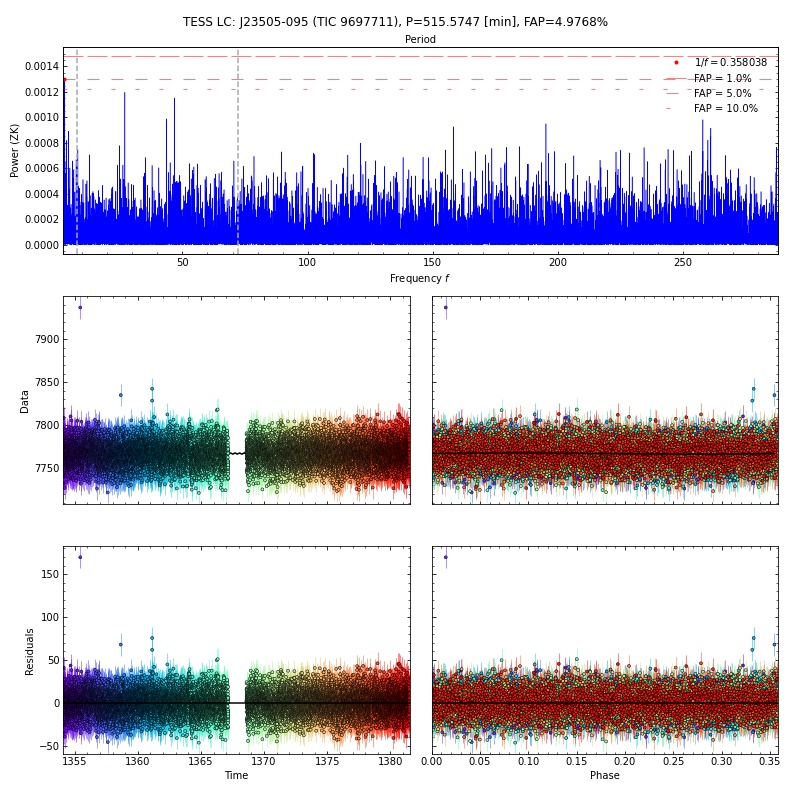 TESS LC: J23505-095 (TIC 9697711), P=515.5747 [min], FAP=4.9768%
Period
0.0014
0.0012
0.0010
0.0008
0.0006
0.0004
0.0002
0.0000
Power (ZK)
1/f = 0.358038
FAP = 1.0%
FAP = 5.0%
FAP = 10.0%
50 100 150 200 250
Frequency f
7900
7850
7800
7750
Data
150
100
50
0
−50
Residuals
1355 1360 1365 1370 1375 1380
Time
0.00 0.05 0.10 0.15 0.20 0.25 0.30 0.35
Phase